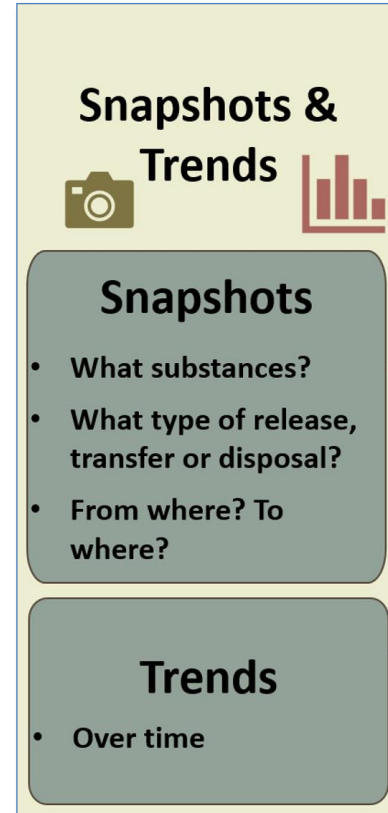 Snapshots &
Trends
Snapshots
• What substances?
• What type of release,
transfer or disposal?
• From where? To
where?
Trends
• Over time